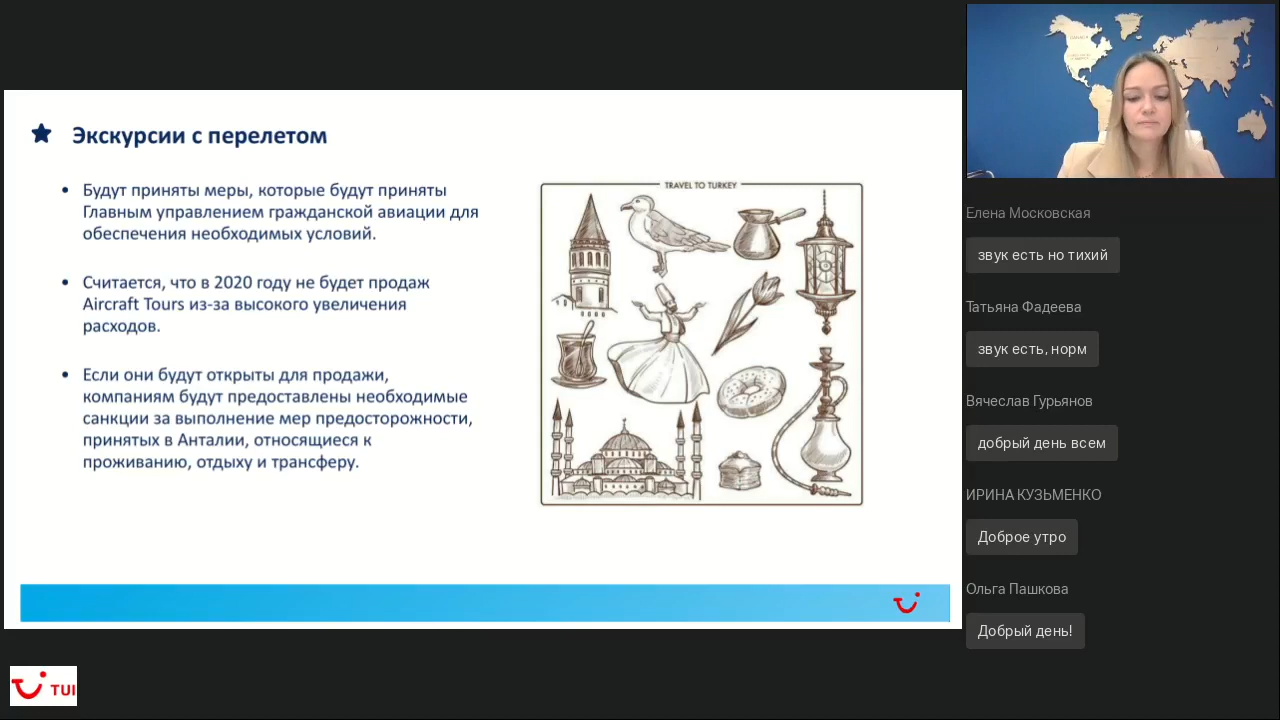 Экскурсии с перелетом
• Будут приняты меры, которые будут приняты
Главным управлением гражданской авиации для
обеспечения необходимых условий.
• Считается, что в 2020 году не будет продаж
Aircraft Tours из-за высокого увеличения
расходов.
• Если они будут открыты для продажи,
компаниям будут предоставлены необходимые
санкции за выполнение мер предосторожности,
принятых в Анталии, относящиеся к
проживанию, отдыху и трансферу.
TRAVEL TO TURKEY
TUI
Елена Московская
звук есть но тихий
Татьяна Фадеева
звук есть, норм
Вячеслав Гурьянов
добрый день всем
ИРИНА КУЗЬМЕНКО
Доброе утро
Ольга Пашкова
Добрый день!